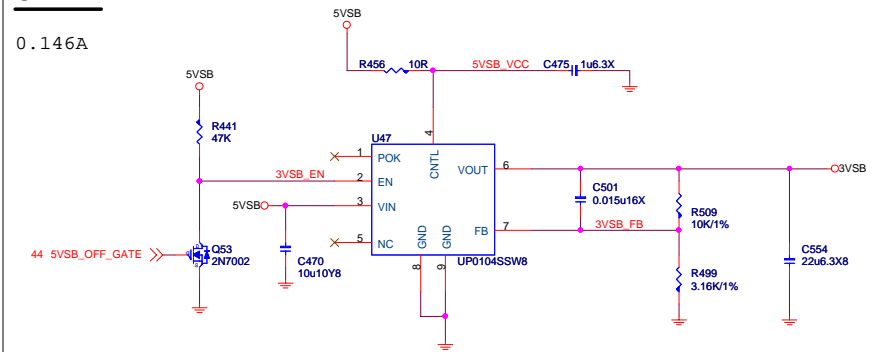 0.146A
5VSB
R456
10R
5VSB_VCC
C475
1u6.3X
5VSB
R441
47K
U47
4
CNTL
1
POK
3VSB_EN
2
EN
5VSB
3
VIN
5
NC
VOUT
6
3VSB
FB
7
3VSB_FB
GND
GND
8
9
UP0104SSW8
C501
0.015u16X
R509
10K/1%
R499
3.16K/1%
C554
22u6.3X8
44 5VSB_OFF_GATE
Q53
2N7002
C470
10u10Y8